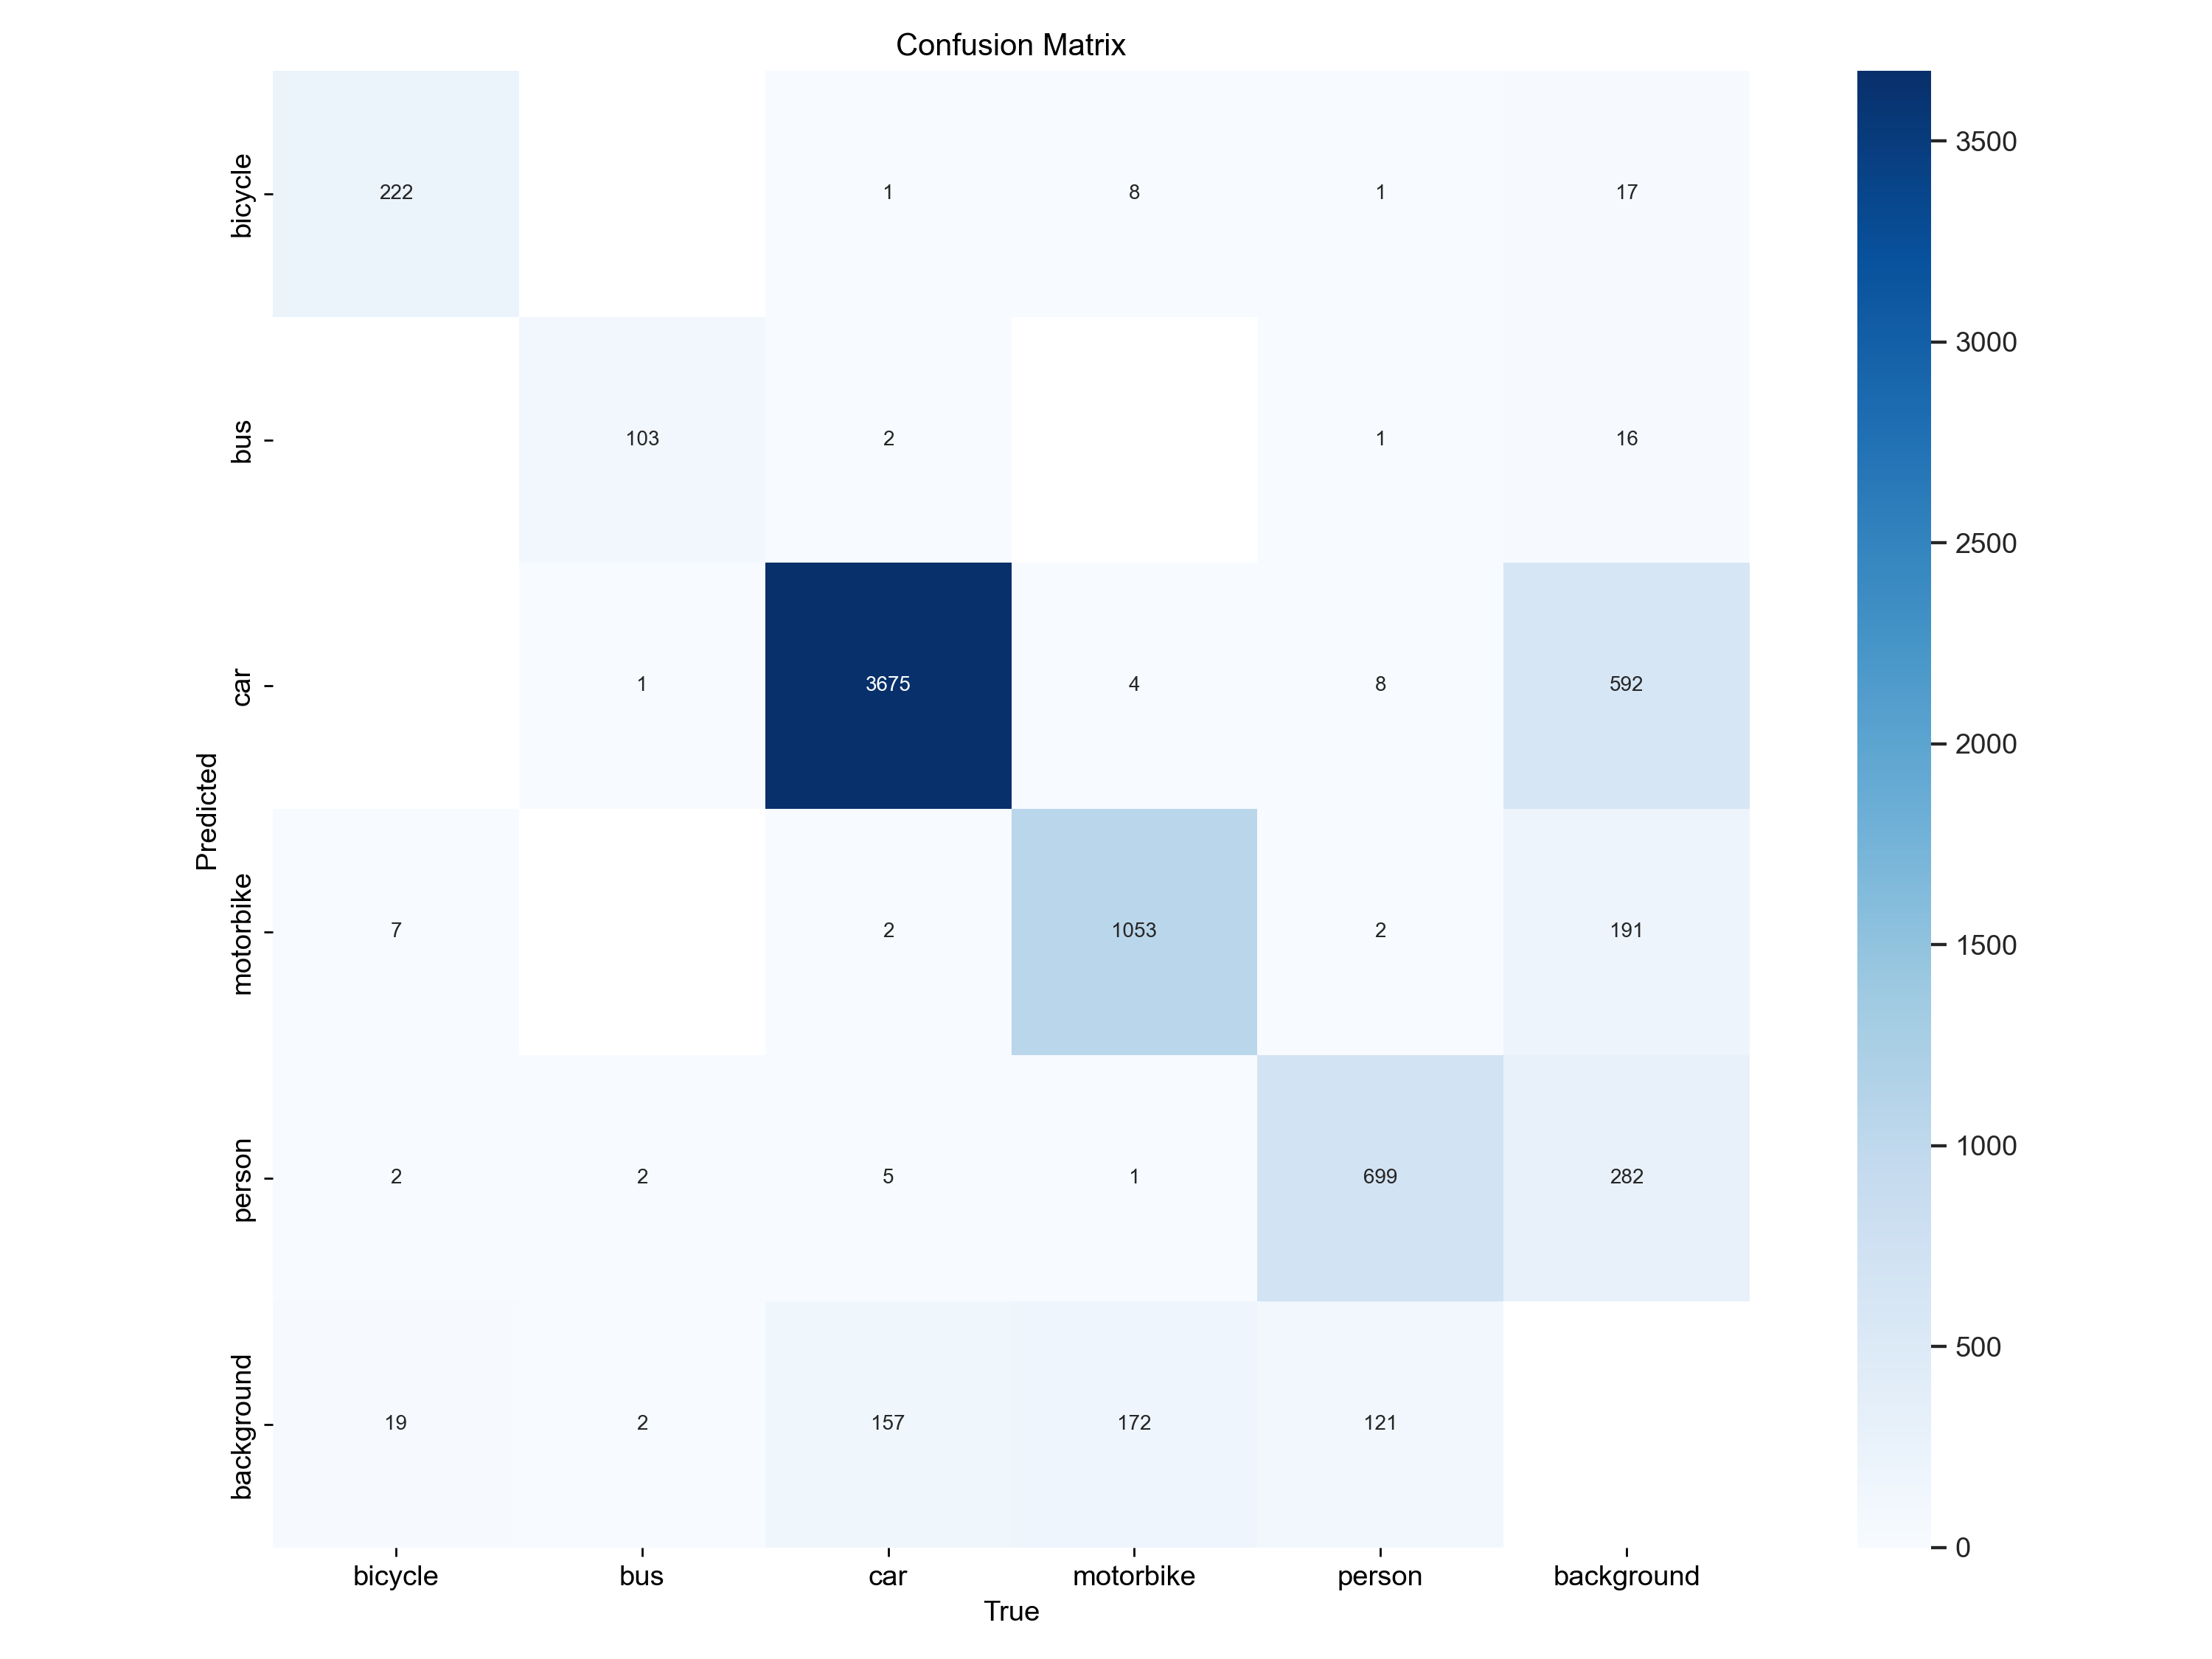 Confusion Matrix
bicycle 222 1 8 1 17
bus 103 2 1 16
car 1 3675 4 8 592
motorbike 7 2 1053 2 191
person 2 2 5 1 699 282
background 19 2 157 172 121
bicycle bus car motorbike person background
True
Predicted
3500
3000
2500
2000
1500
1000
500
0